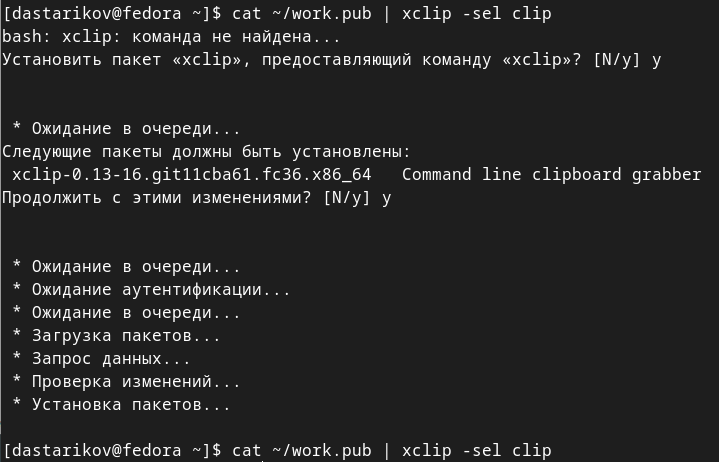 [dastarikov@fedora ~]$ cat ~/work.pub | xclip -sel clip
bash: xclip: команда не найдена...
Установить пакет «xclip», предоставляющий команду «xclip»? [N/y] y
* Ожидание в очереди...
Следующие пакеты должны быть установлены:
xclip-0.13-16.git11cba61.fc36.x86_64   Command line clipboard grabber
Продолжить с этими изменениями? [N/y] y
* Ожидание в очереди...
* Ожидание аутентификации...
* Ожидание в очереди...
* Загрузка пакетов...
* Запрос данных...
* Проверка изменений...
* Установка пакетов...
[dastarikov@fedora ~]$ cat ~/work.pub | xclip -sel clip